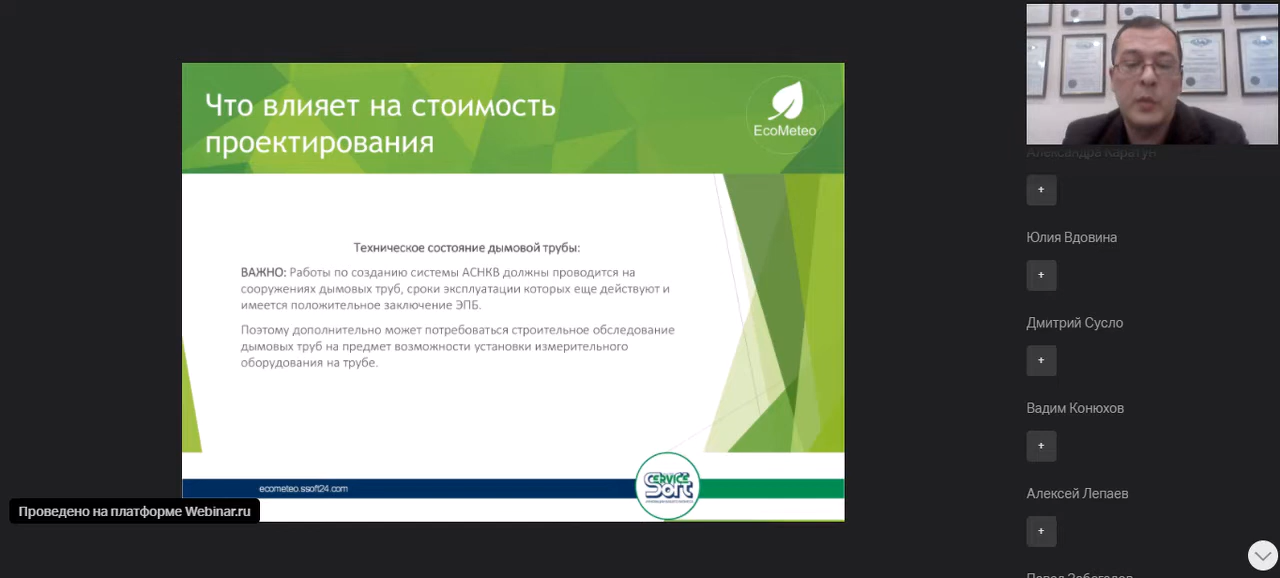 Что влияет на стоимость
проектирования
EcoMeteo
Техническое состояние дымовой трубы:
ВАЖНО: Работы по созданию системы АСНКВ должны проводится на
сооружениях дымовых труб, сроки эксплуатации которых еще действуют и
имеется положительное заключение ЭПБ.
Поэтому дополнительно может потребоваться строительное обследование
дымовых труб на предмет возможности установки измерительного
оборудования на трубе.
ecometeo.ssoft24.com
SERVICE
Soft
Проведено на платформе Webinar.ru
Александра Каратун
+
Юлия Вдовина
+
Дмитрий Сусло
+
Вадим Конюхов
+
Алексей Лепаев
+